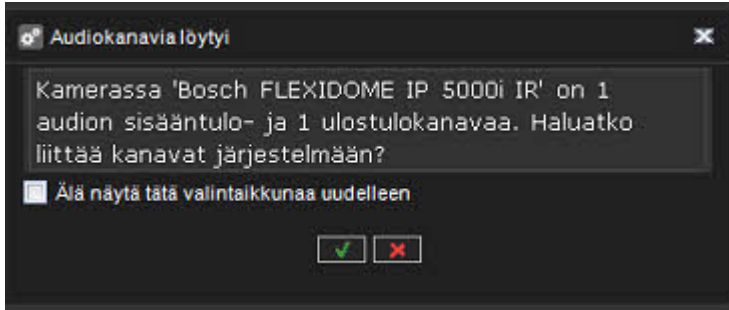 Audiokanavia löytyi
Kamerassa 'Bosch FLEXIDOME IP 5000i IR' on 1
audion sisääntulo- ja 1 ulostulokanavaa. Haluatko
liittää kanavat järjestelmään?
Älä näytä tätä valintaikkunaa uudelleen